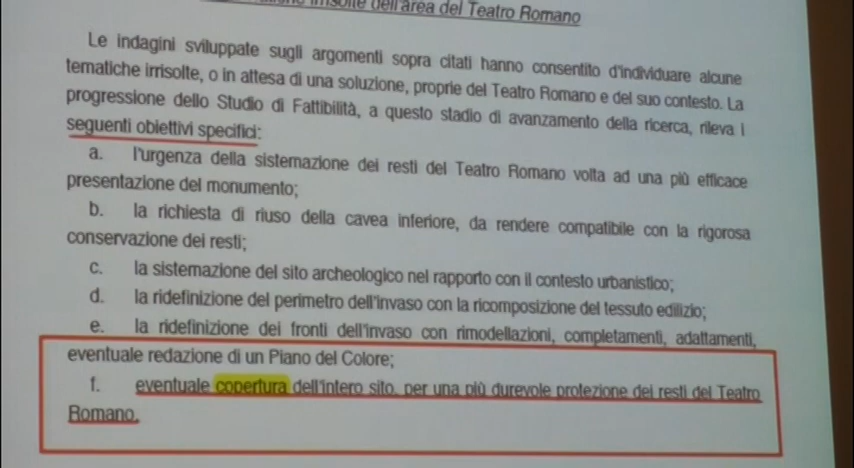 irrisolte dell'area del Teatro Romano
Le indagini sviluppate sugli argomenti sopra citati hanno consentito d'individuare alcune
tematiche irrisolte, o in attesa di una soluzione, proprie del Teatro Romano e del suo contesto. La
progressione dello Studio di Fattibilità, a questo stadio di avanzamento della ricerca, rileva i
seguenti obiettivi specifici:
a. l'urgenza della sistemazione dei resti del Teatro Romano volta ad una più efficace
presentazione del monumento;
b. la richiesta di riuso della cavea inferiore, da rendere compatibile con la rigorosa
conservazione dei resti;
c. la sistemazione del sito archeologico nel rapporto con il contesto urbanistico;
d. la ridefinizione del perimetro dell'invaso con la ricomposizione del tessuto edilizio;
e. la ridefinizione dei fronti dell'invaso con rimodellazioni, completamenti, adattamenti,
eventuale redazione di un Piano del Colore;
f. eventuale copertura dell'intero sito, per una più durevole protezione dei resti del Teatro
Romano.